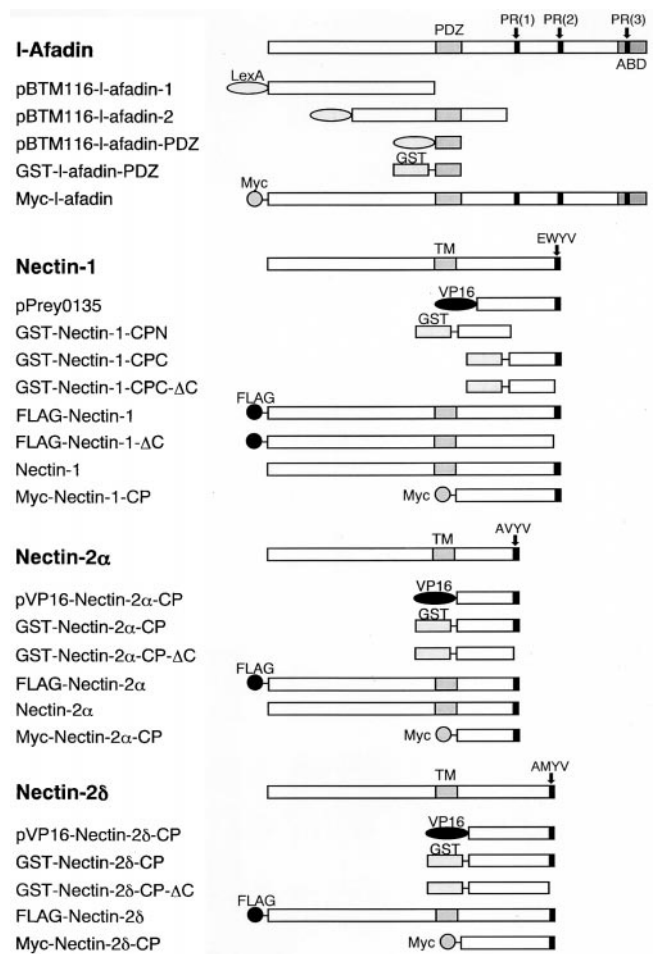 PDZ PR(1) PR(2) PR(3)
l-Afadin
ABD
LexA
pBTM116-l-afadin-1
pBTM116-l-afadin-2
pBTM116-l-afadin-PDZ
GST
GST-l-afadin-PDZ
Myc
Myc-l-afadin
TM EWYV
Nectin-1
VP16
pPrey0135
GST
GST-Nectin-1-CPN
GST-Nectin-1-CPC
GST-Nectin-1-CPC-ΔC
FLAG
FLAG-Nectin-1
FLAG-Nectin-1-ΔC
Nectin-1
Myc-Nectin-1-CP Myc
TM AVYV
Nectin-2α
VP16
pVP16-Nectin-2α-CP
GST
GST-Nectin-2α-CP
GST-Nectin-2α-CP-ΔC
FLAG
FLAG-Nectin-2α
Nectin-2α
Myc-Nectin-2α-CP Myc
TM AMYV
Nectin-2δ
VP16
pVP16-Nectin-2δ-CP
GST
GST-Nectin-2δ-CP
GST-Nectin-2δ-CP-ΔC
FLAG
FLAG-Nectin-2δ
Myc-Nectin-2δ-CP Myc